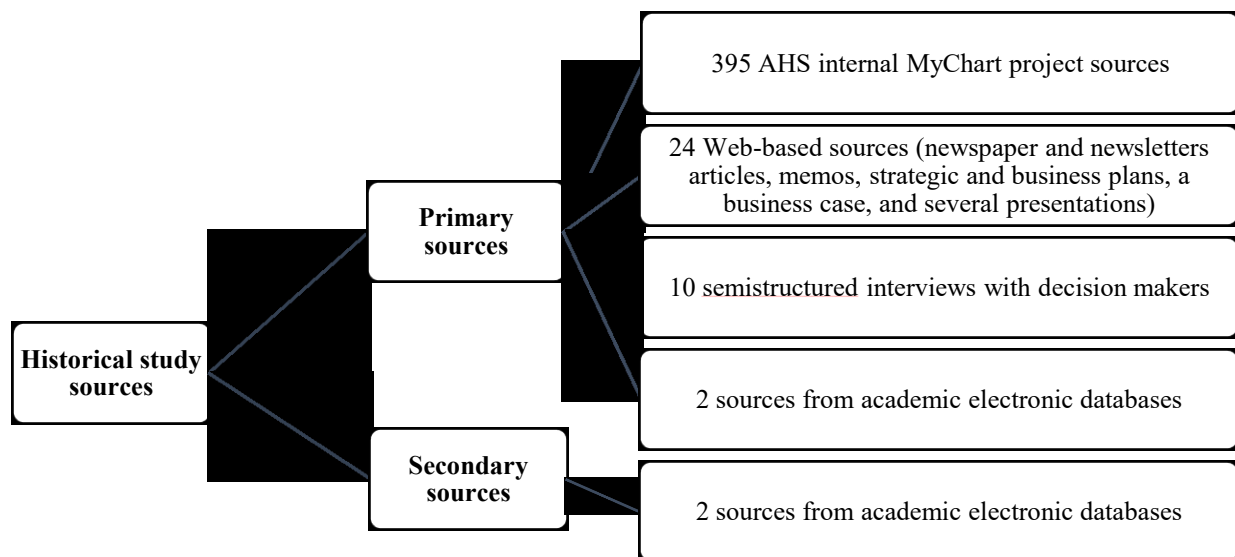 395 AHS internal MyChart project sources
24 Web-based sources (newspaper and newsletters
articles, memos, strategic and business plans, a
business case, and several presentations)
Primary
sources
10 semistructured interviews with decision makers
Historical study
sources
2 sources from academic electronic databases
Secondary
sources
2 sources from academic electronic databases